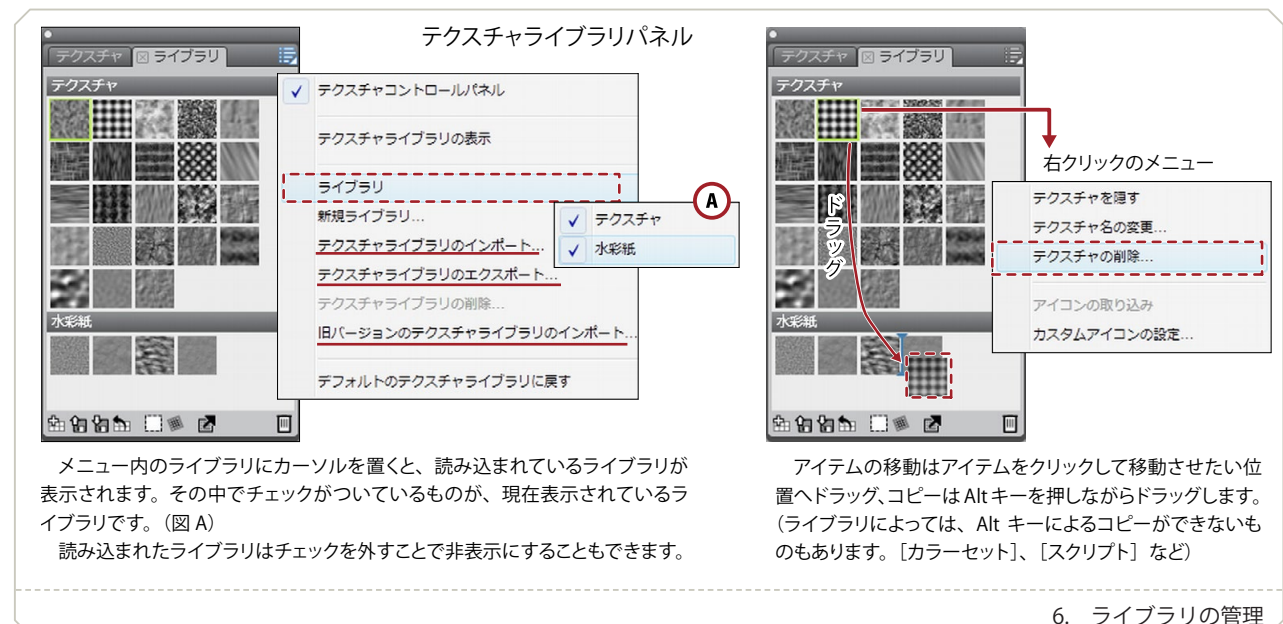 テクスチャライブラリパネル
テクスチャ ライブラリ
テクスチャ
水彩紙
テクスチャコントロールパネル
テクスチャライブラリの表示
ライブラリ
新規ライブラリ...
テクスチャライブラリのインポート...
テクスチャライブラリのエクスポート...
テクスチャライブラリの削除...
旧バージョンのテクスチャライブラリのインポート...
デフォルトのテクスチャライブラリに戻す
A
テクスチャ
水彩紙
メニュー内のライブラリにカーソルを置くと、読み込まれているライブラリが
表示されます。その中でチェックがついているものが、現在表示されているラ
イブラリです。(図 A)
読み込まれたライブラリはチェックを外すことで非表示にすることもできます。
テクスチャ ライブラリ
テクスチャ
ドラッグ
水彩紙
右クリックのメニュー
テクスチャを隠す
テクスチャ名の変更...
テクスチャの削除...
アイコンの取り込み
カスタムアイコンの設定...
アイテムの移動はアイテムをクリックして移動させたい位
置へドラッグ、コピーは Alt キーを押しながらドラッグします。
(ライブラリによっては、Alt キーによるコピーができないも
のもあります。[カラーセット]、[スクリプト] など)
6. ライブラリの管理